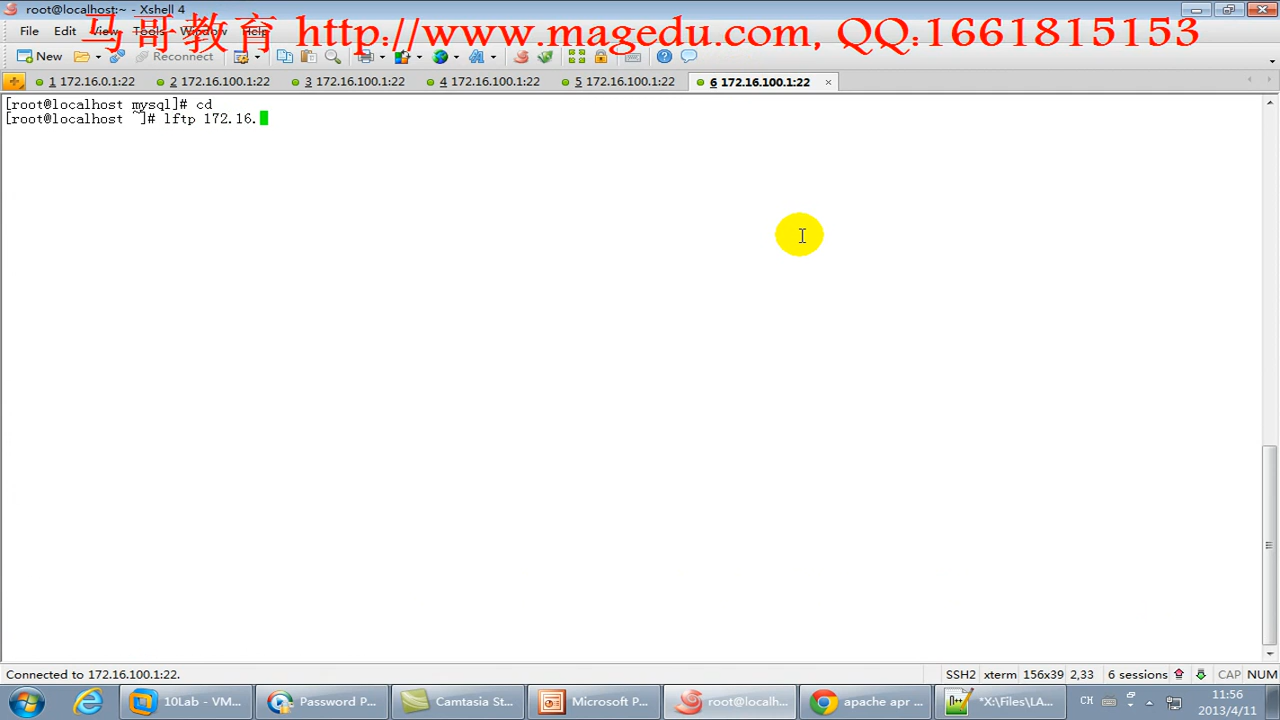 root@localhost:~ - Xshell 4
File Edit View Tools Window Help
马哥教育 http://www.magedu.com, QQ:1661815153
New Reconnect
1 172.16.0.1:22 2 172.16.100.1:22 3 172.16.100.1:22 4 172.16.100.1:22 5 172.16.100.1:22 6 172.16.100.1:22
[root@localhost mysql]# cd
[root@localhost ~]# lftp 172.16.
Connected to 172.16.100.1:22. SSH2 xterm 156x39 2,33 6 sessions CAP NUM
10Lab - VM... Password P... Camtasia St... Microsoft P... root@localh... apache apr ... *X:\Files\LA... CH 11:56
2013/4/11